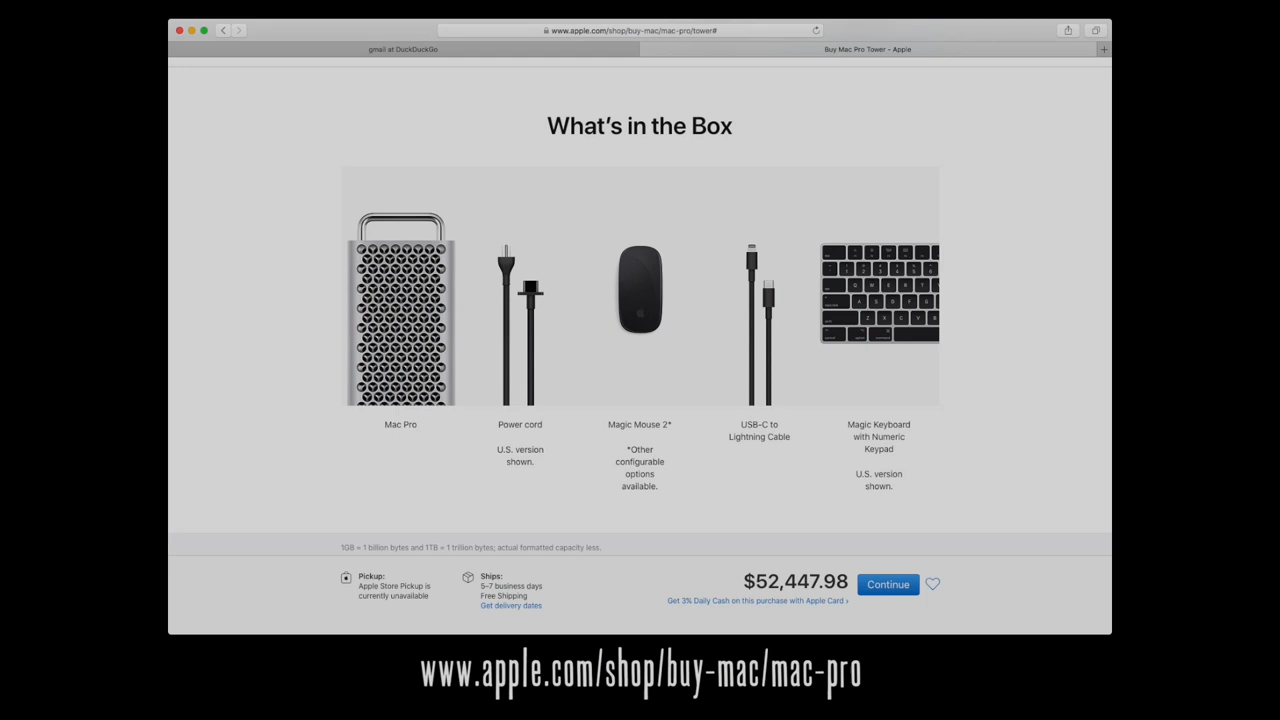 www.apple.com/shop/buy-mac/mac-pro/tower#
gmail at DuckDuckGo
Buy Mac Pro Tower - Apple
What's in the Box
Mac Pro
Power cord
U.S. version
shown.
Magic Mouse 2*
*Other
configurable
options
available.
USB-C to
Lightning Cable
Magic Keyboard
with Numeric
Keypad
U.S. version
shown.
1GB = 1 billion bytes and 1TB = 1 trillion bytes; actual formatted capacity less.
Pickup:
Apple Store Pickup is
currently unavailable
Ships:
5–7 business days
Free Shipping
Get delivery dates
$52,447.98
Get 3% Daily Cash on this purchase with Apple Card ›
Continue
www.apple.com/shop/buy-mac/mac-pro